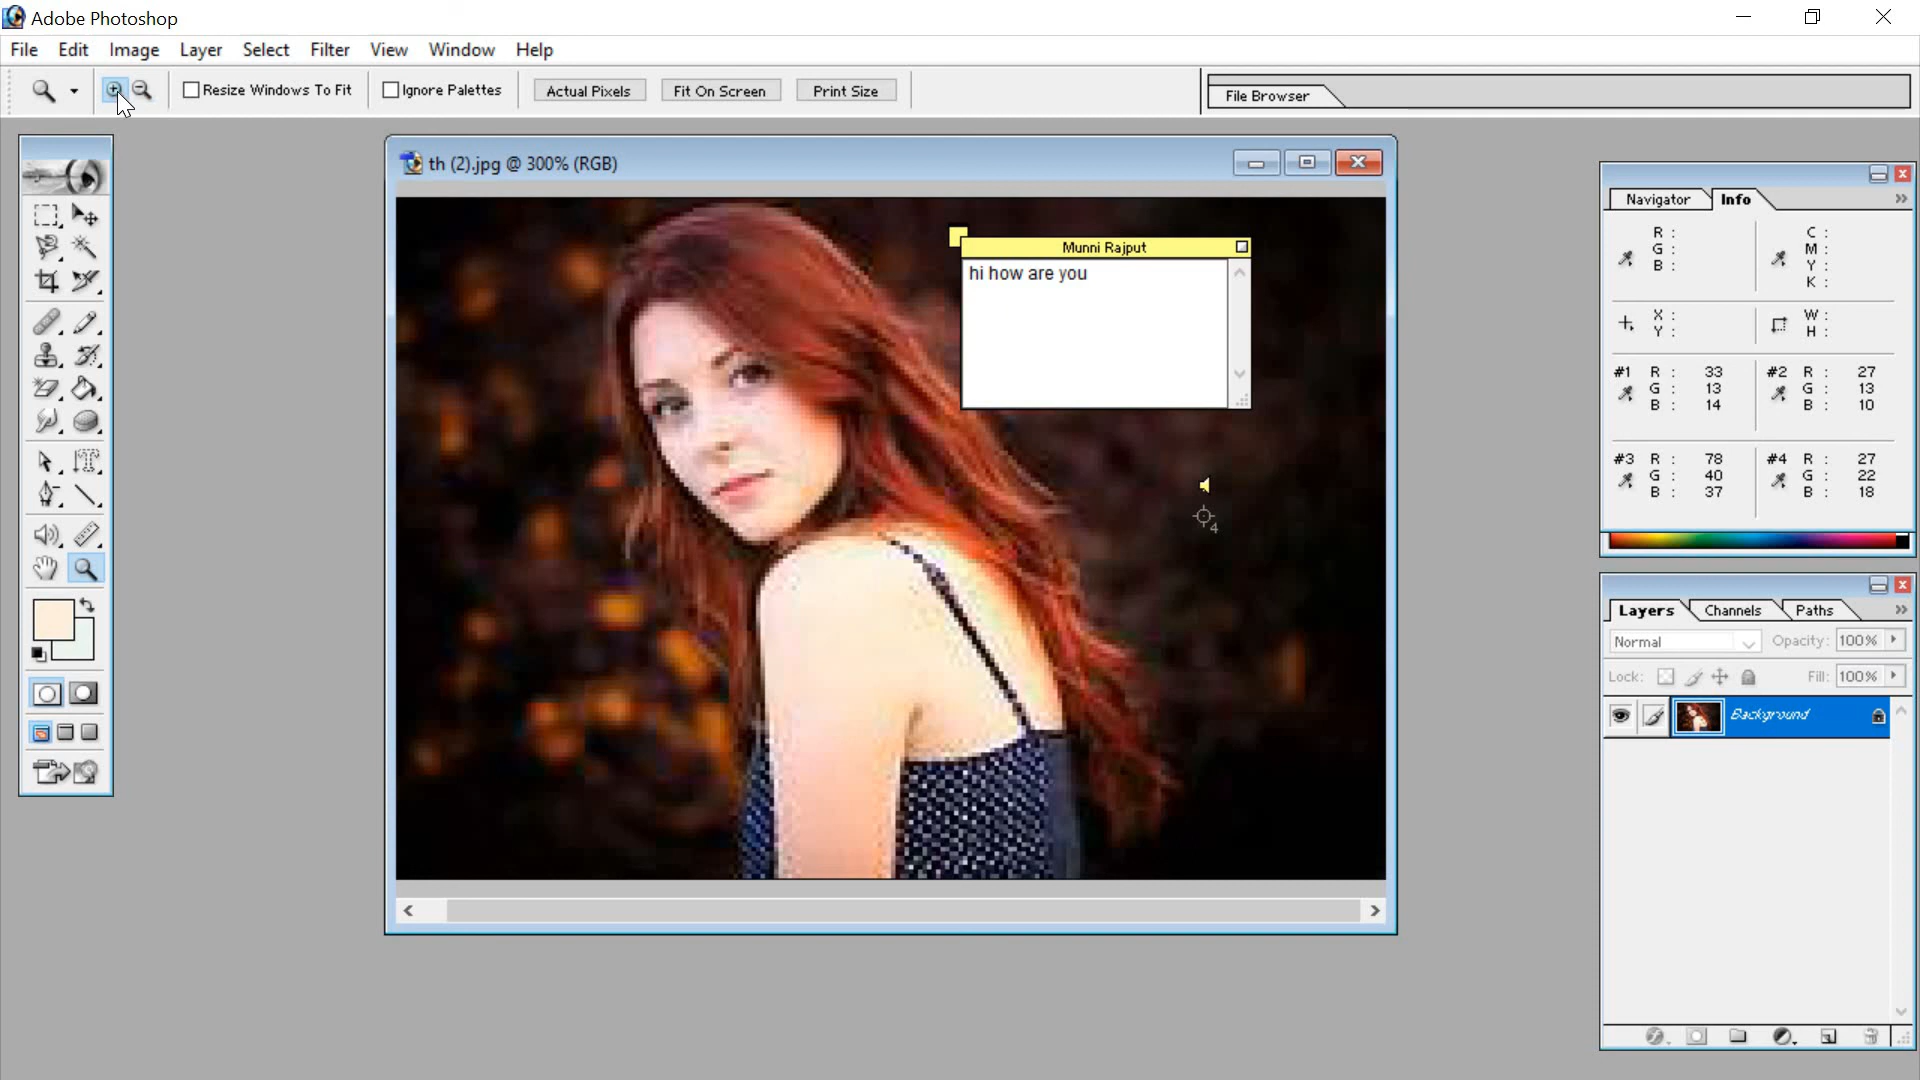 Adobe Photoshop
File Edit Image Layer Select Filter View Window Help
Resize Windows To Fit Ignore Palettes Actual Pixels Fit On Screen Print Size File Browser
th (2).jpg @ 300% (RGB)
Munni Rajput
hi how are you
4
Navigator Info
R : C :
G : M :
B : Y :
K :
X : W :
Y : H :
#1 R : 33 #2 R : 27
G : 13 G : 13
B : 14 B : 10
#3 R : 78 #4 R : 27
G : 40 G : 22
B : 37 B : 18
Layers Channels Paths
Normal Opacity: 100%
Lock: Fill: 100%
Background